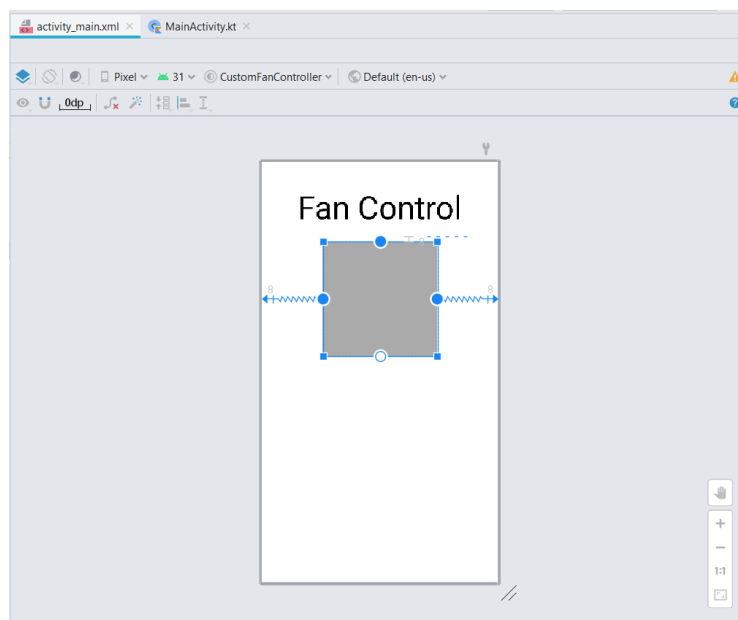 activity_main.xml MainActivity.kt
Pixel 31 CustomFanController Default (en-us)
0dp
Fan Control
8 8
1:1